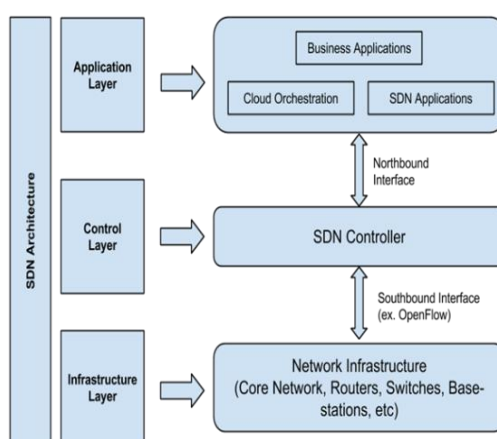 SDN Architecture
Application
Layer
Business Applications
Cloud Orchestration
SDN Applications
Northbound
Interface
Control
Layer
SDN Controller
Southbound Interface
(ex. OpenFlow)
Infrastructure
Layer
Network Infrastructure
(Core Network, Routers, Switches, Base-
stations, etc)